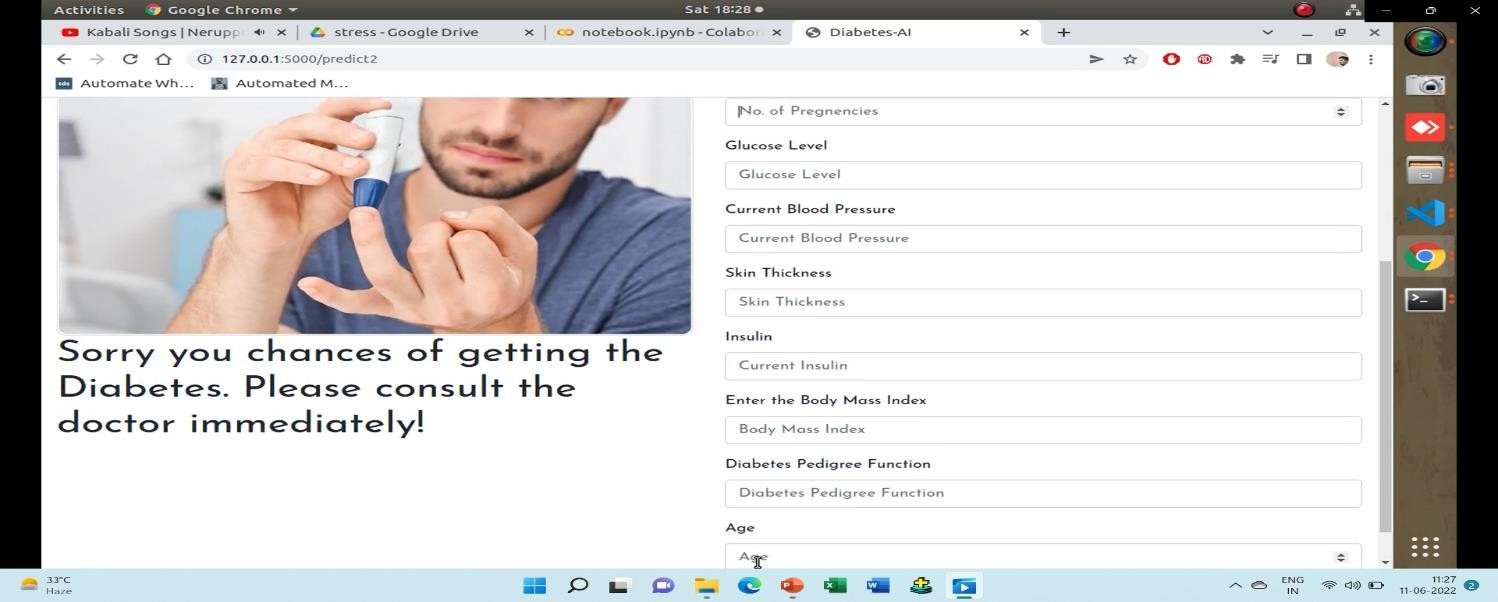 Activities
Google Chrome
Sat 18:28
Kabali Songs | Nerupp
stress - Google Drive
notebook.ipynb - Colabor
Diabetes-AI
127.0.0.1:5000/predict2
tds
Automate Wh...
Automated M...
No. of Pregnencies
Glucose Level
Glucose Level
Current Blood Pressure
Current Blood Pressure
Skin Thickness
Skin Thickness
Insulin
Current Insulin
Enter the Body Mass Index
Body Mass Index
Diabetes Pedigree Function
Diabetes Pedigree Function
Age
Age
Sorry you chances of getting the
Diabetes. Please consult the
doctor immediately!
33°C
Haze
ENG
IN
11:27
11-06-2022
2